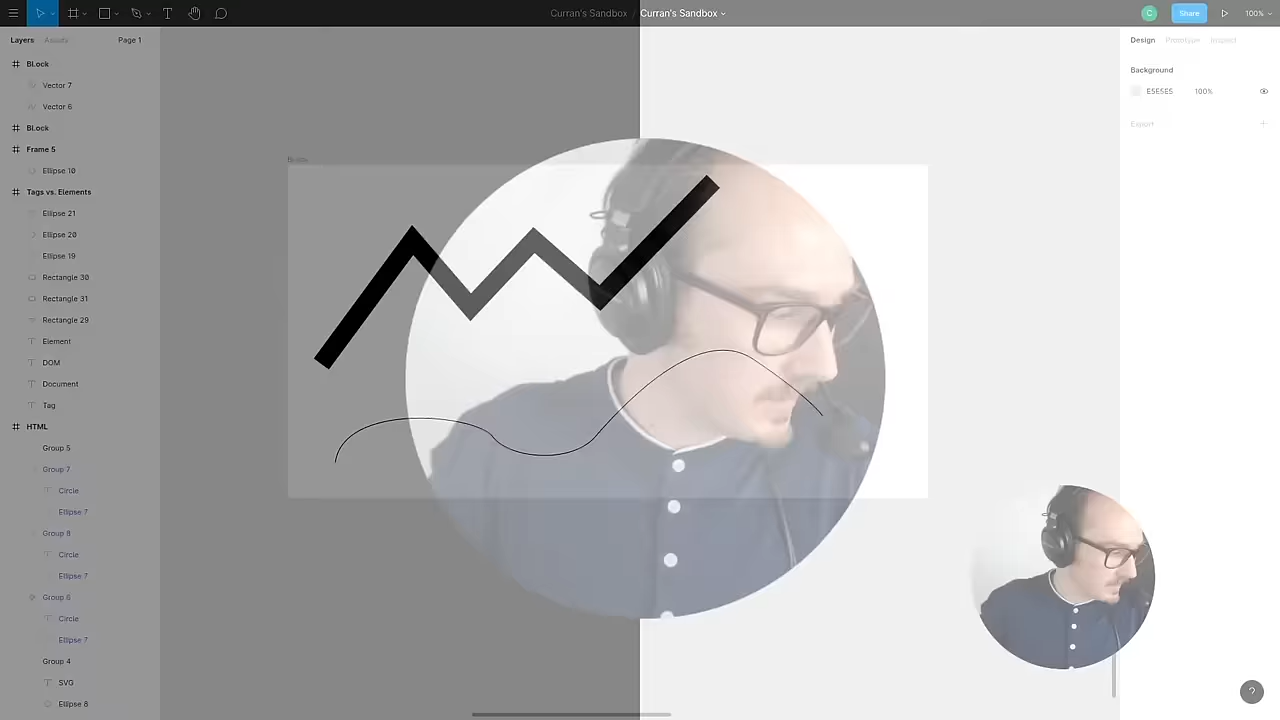 Curran's Sandbox / Curran's Sandbox
C
Share
100%
Layers
Assets
Page 1
BLock
Vector 7
Vector 6
BLock
Frame 5
Ellipse 10
Tags vs. Elements
Ellipse 21
Ellipse 20
Ellipse 19
Rectangle 30
Rectangle 31
Rectangle 29
Element
DOM
Document
Tag
HTML
Group 5
Group 7
Circle
Ellipse 7
Group 8
Circle
Ellipse 7
Group 6
Circle
Ellipse 7
Group 4
SVG
Ellipse 8
Design
Prototype
Inspect
Background
E5E5E5
100%
Export
?